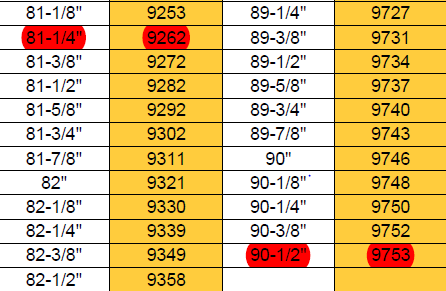 81-1/8" 9253 89-1/4" 9727
81-1/4" 9262 89-3/8" 9731
81-3/8" 9272 89-1/2" 9734
81-1/2" 9282 89-5/8" 9737
81-5/8" 9292 89-3/4" 9740
81-3/4" 9302 89-7/8" 9743
81-7/8" 9311 90" 9746
82" 9321 90-1/8" 9748
82-1/8" 9330 90-1/4" 9750
82-1/4" 9339 90-3/8" 9752
82-3/8" 9349 90-1/2" 9753
82-1/2" 9358